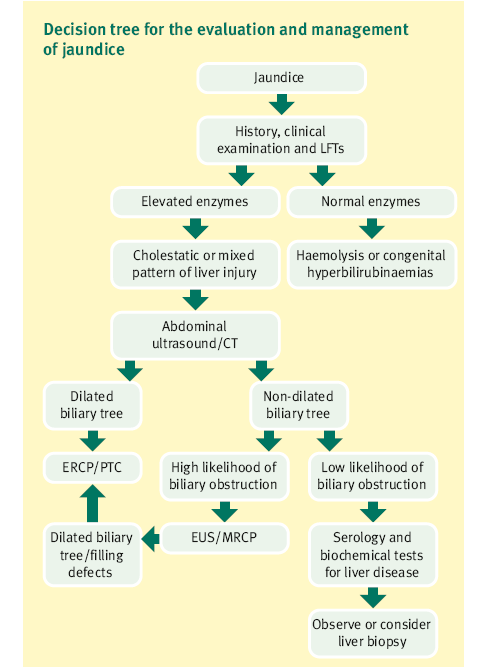 Decision tree for the evaluation and management
of jaundice
Jaundice
History, clinical
examination and LFTs
Elevated enzymes
Normal enzymes
Cholestatic or mixed
pattern of liver injury
Haemolysis or congenital
hyperbilirubinaemias
Abdominal
ultrasound/CT
Dilated
biliary tree
Non-dilated
biliary tree
ERCP/PTC
High likelihood of
biliary obstruction
Low likelihood of
biliary obstruction
Dilated biliary
tree/filling
defects
EUS/MRCP
Serology and
biochemical tests
for liver disease
Observe or consider
liver biopsy